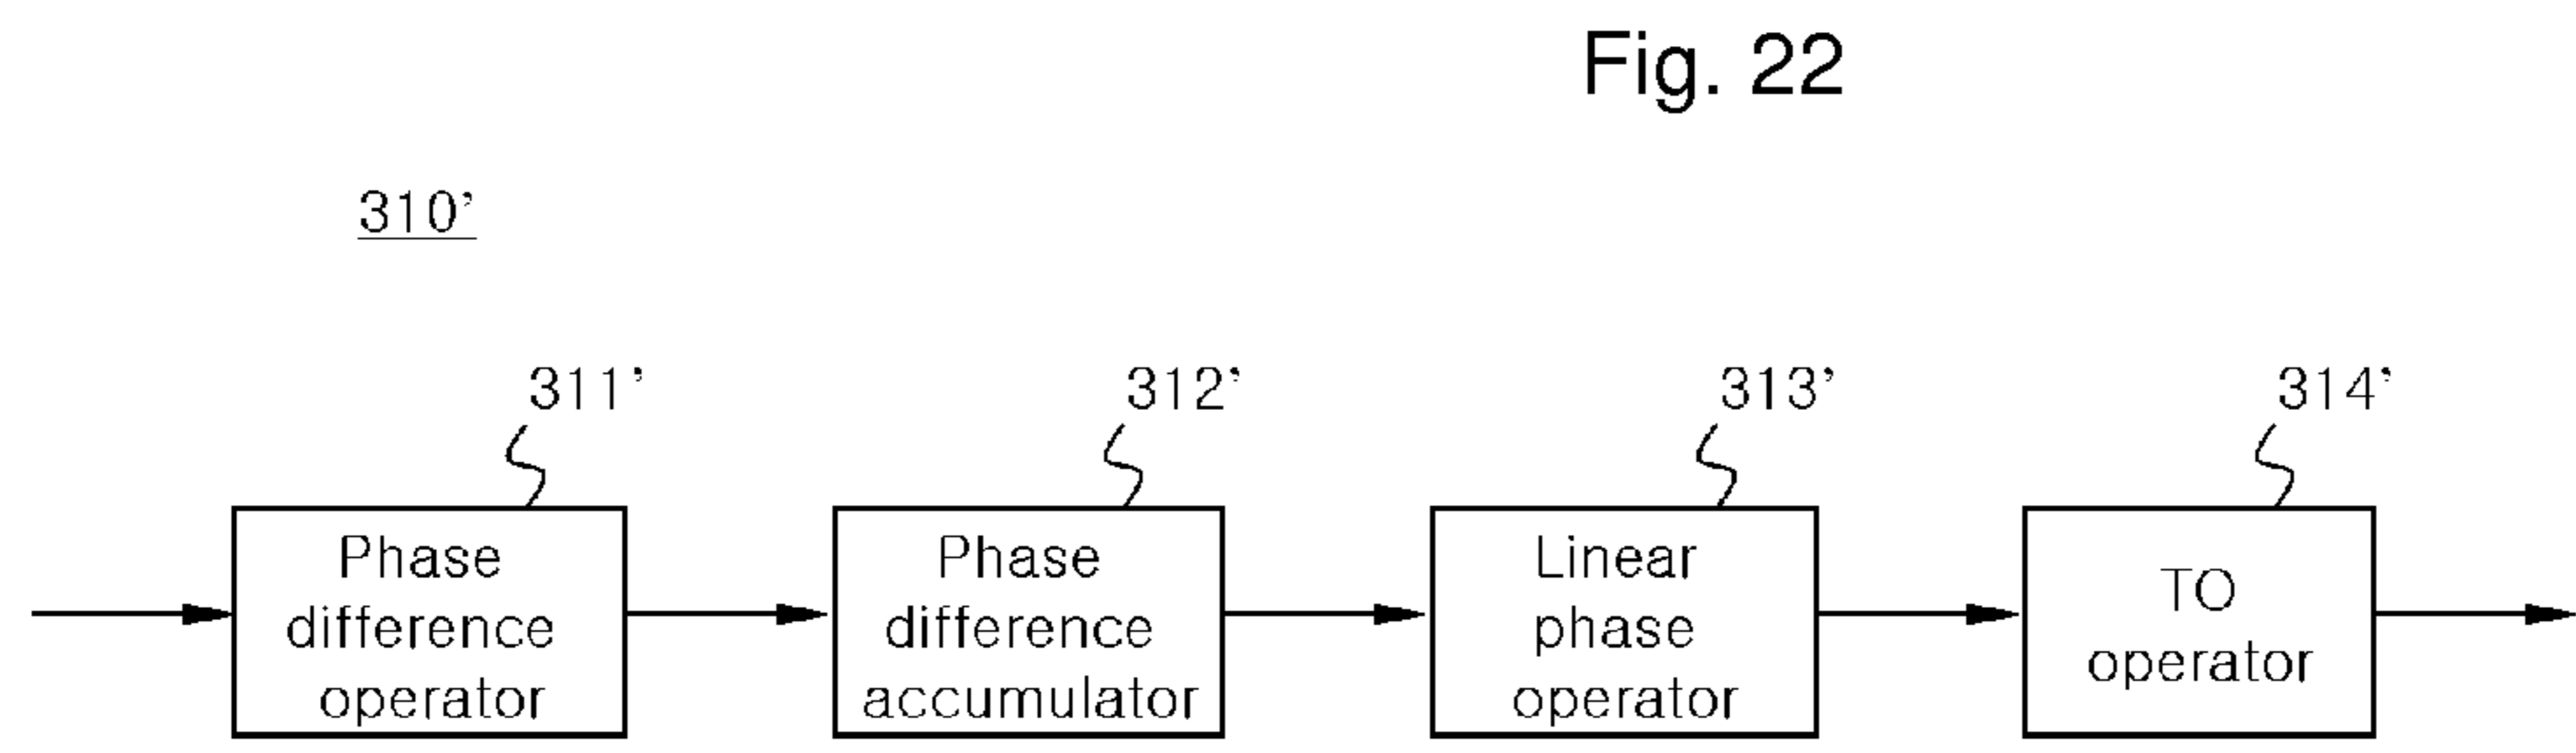 Fig. 22
310’
311’
312’
313’
314’
Phase
difference
operator
Phase
difference
accumulator
Linear
phase
operator
TO
operator